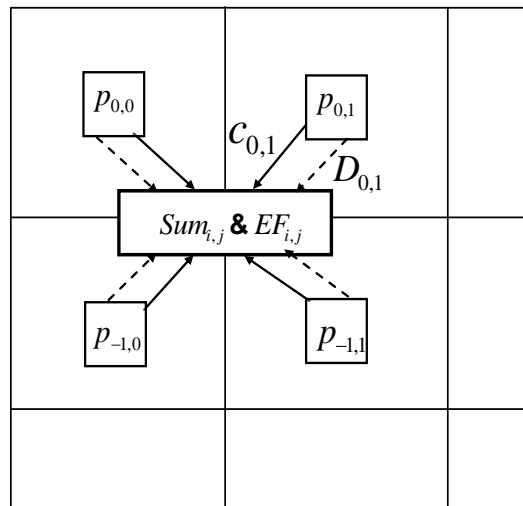 p0,0
p0,1
c0,1
D0,1
Sumi,j & EFi,j
p–1,0
p–1,1